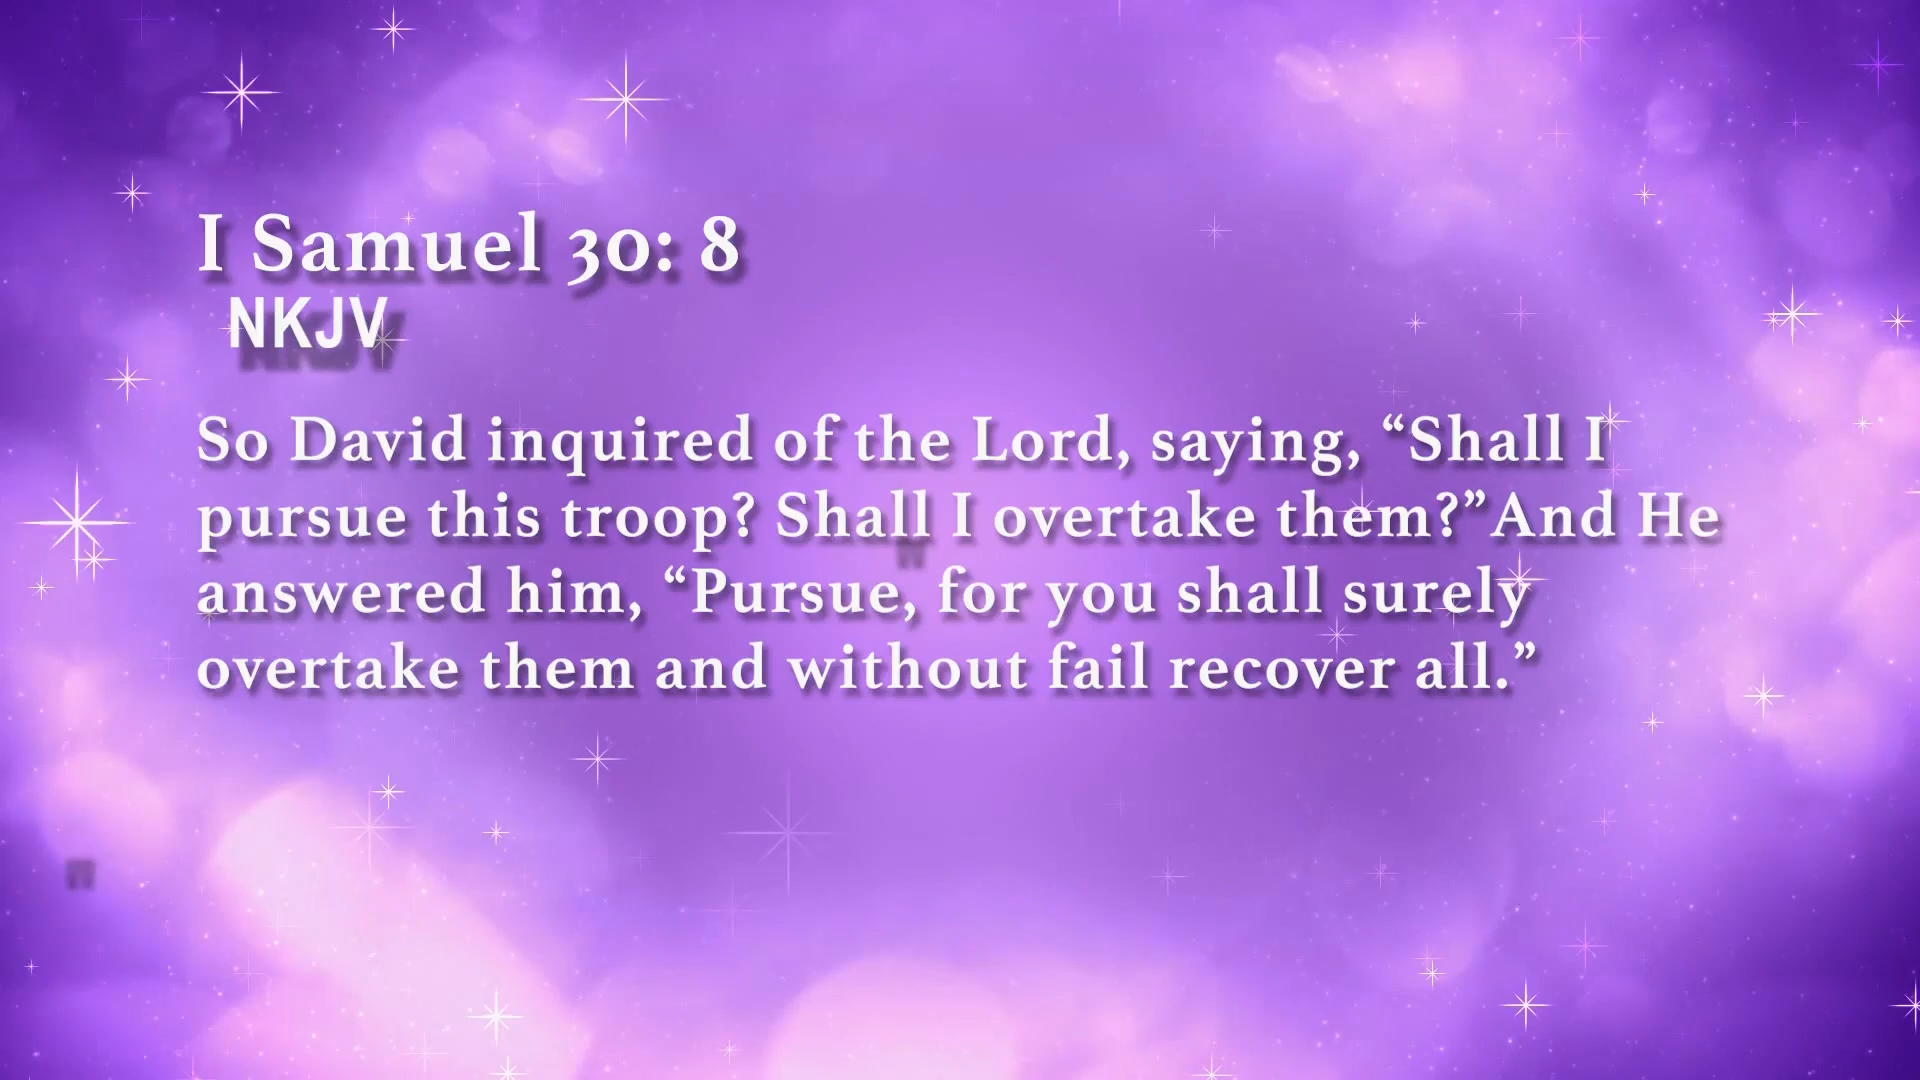 I Samuel 30: 8
NKJV
So David inquired of the Lord, saying, “Shall I
pursue this troop? Shall I overtake them?”And He
answered him, “Pursue, for you shall surely
overtake them and without fail recover all.”